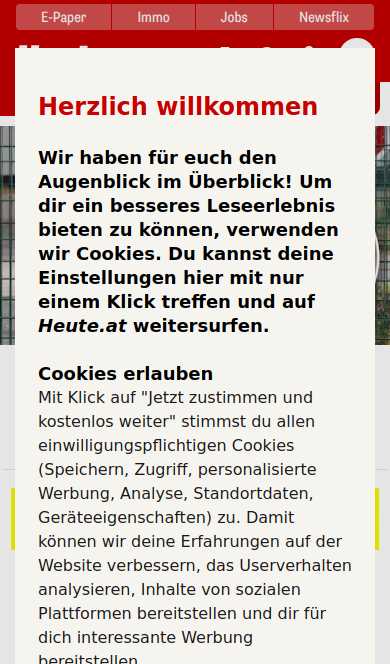 E-Paper
Immo
Jobs
Newsflix
Herzlich willkommen
Wir haben für euch den
Augenblick im Überblick! Um
dir ein besseres Leseerlebnis
bieten zu können, verwenden
wir Cookies. Du kannst deine
Einstellungen hier mit nur
einem Klick treffen und auf
Heute.at weitersurfen.
Cookies erlauben
Mit Klick auf "Jetzt zustimmen und
kostenlos weiter" stimmst du allen
einwilligungspflichtigen Cookies
(Speichern, Zugriff, personalisierte
Werbung, Analyse, Standortdaten,
Geräteeigenschaften) zu. Damit
können wir deine Erfahrungen auf der
Website verbessern, das Userverhalten
analysieren, Inhalte von sozialen
Plattformen bereitstellen und dir für
dich interessante Werbung
bereitstellen